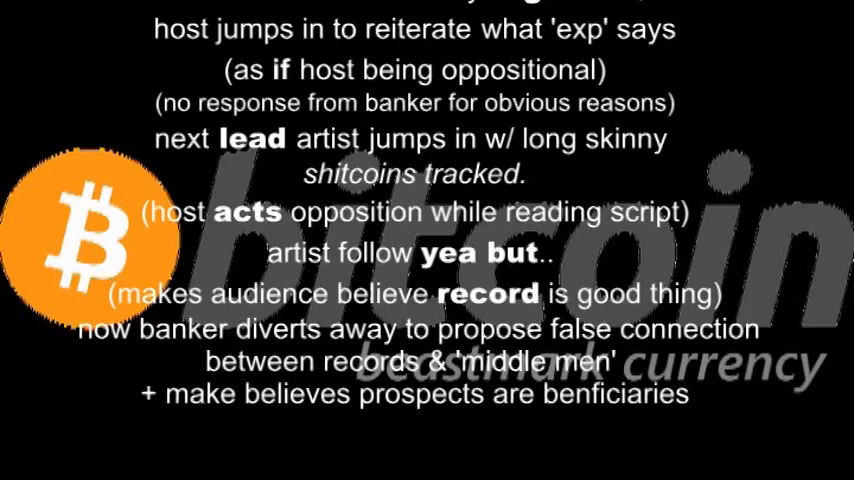 host jumps in to reiterate what 'exp' says
(as if host being oppositional)
(no response from banker for obvious reasons)
next lead artist jumps in w/ long skinny
shitcoins tracked.
(host acts opposition while reading script)
artist follow yea but..
(makes audience believe record is good thing)
now banker diverts away to propose false connection
between records & 'middle men'
+ make believes prospects are benficiaries
bitcoin
beastmark currency